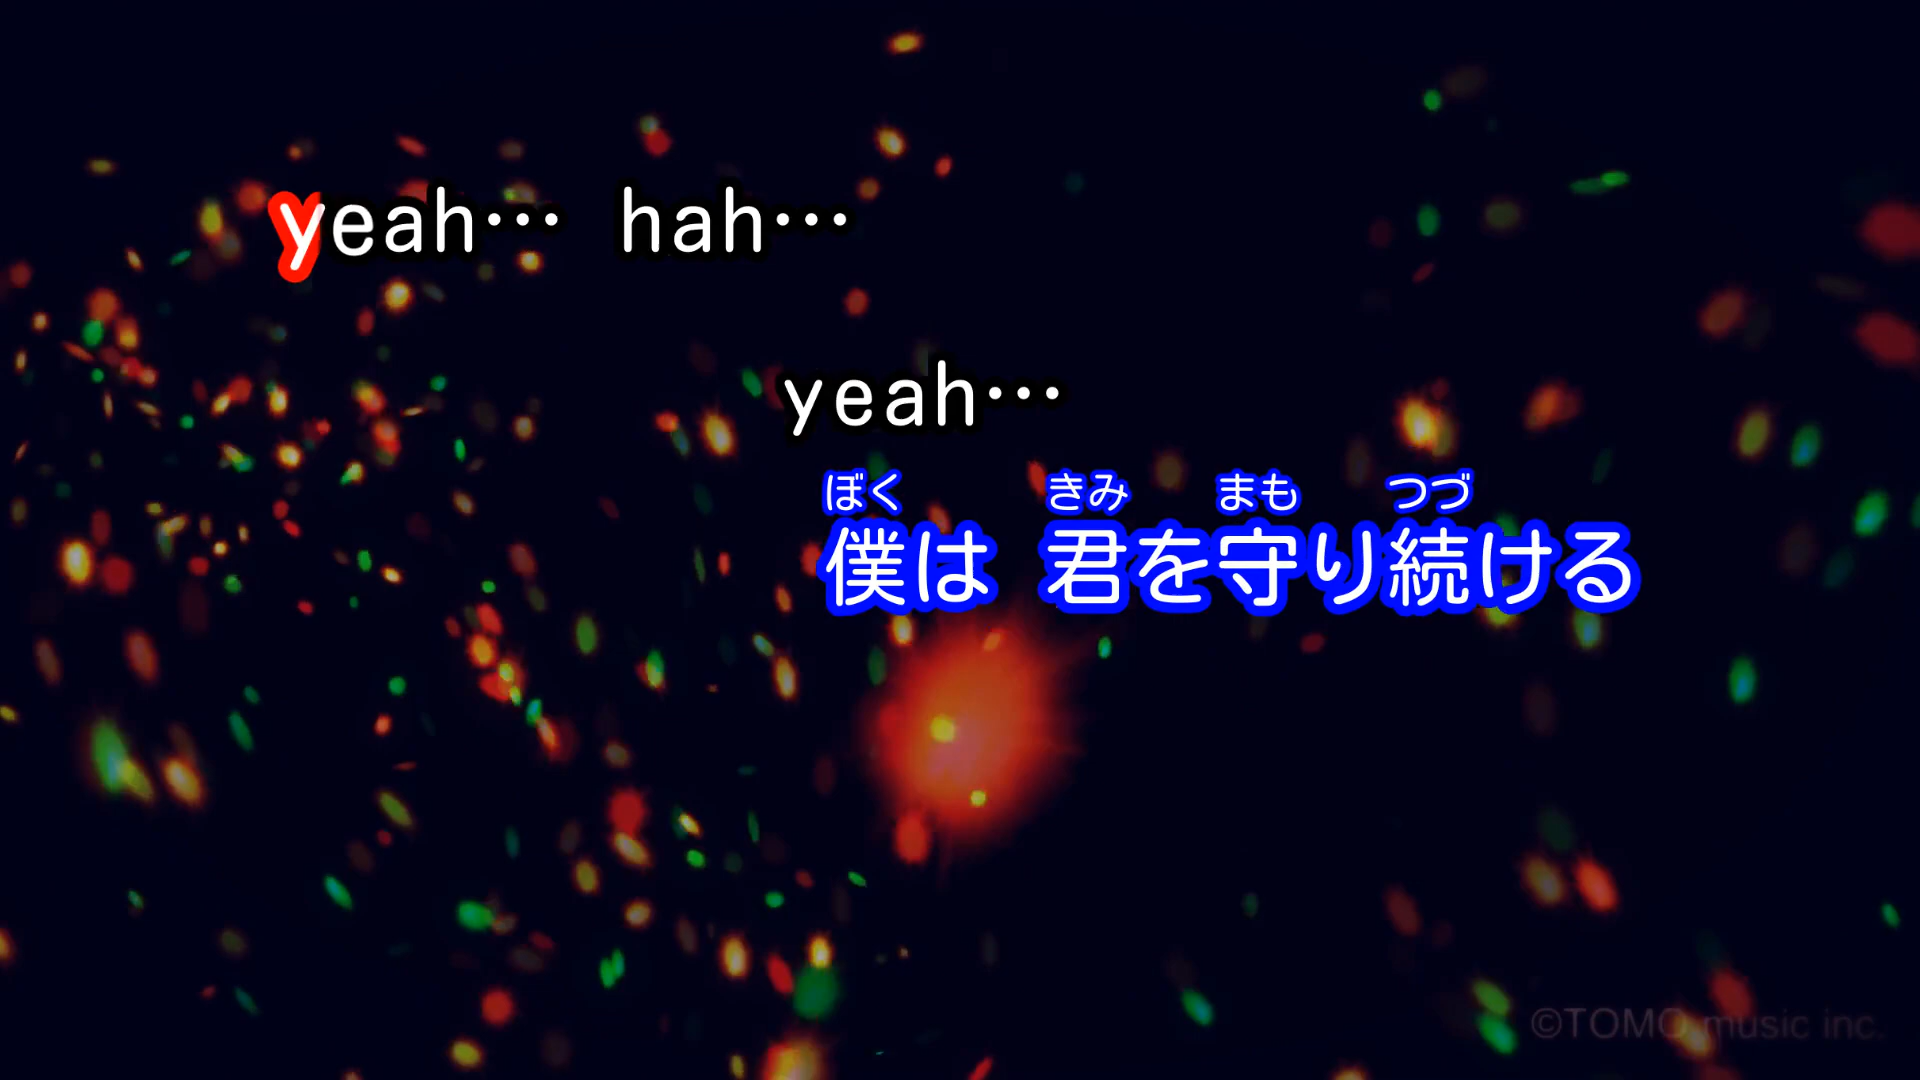 yeah… hah…
yeah…
ぼく きみ まも つづ
僕は 君を守り続ける
©TOMO music inc.